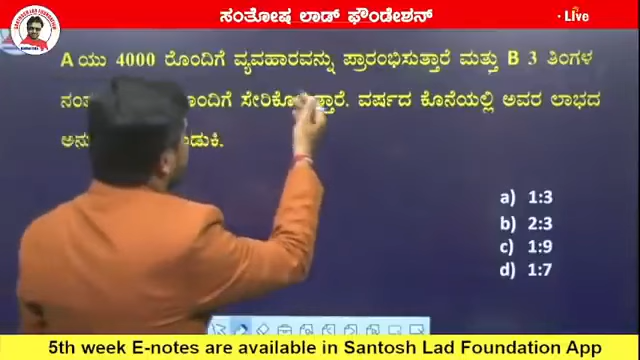 ಸಂತೋಷ ಲಾಡ್ ಫೌಂಡೇಶನ್
Live
A ಯು 4000 ರೊಂದಿಗೆ ವ್ಯವಹಾರವನ್ನು ಪ್ರಾರಂಭಿಸುತ್ತಾರೆ ಮತ್ತು B 3 ತಿಂಗಳ
ವರ್ಷದ ಕೊನೆಯಲ್ಲಿ ಅವರ ಲಾಭದ
a) 1:3
b) 2:3
c) 1:9
d) 1:7
5th week E-notes are available in Santosh Lad Foundation App